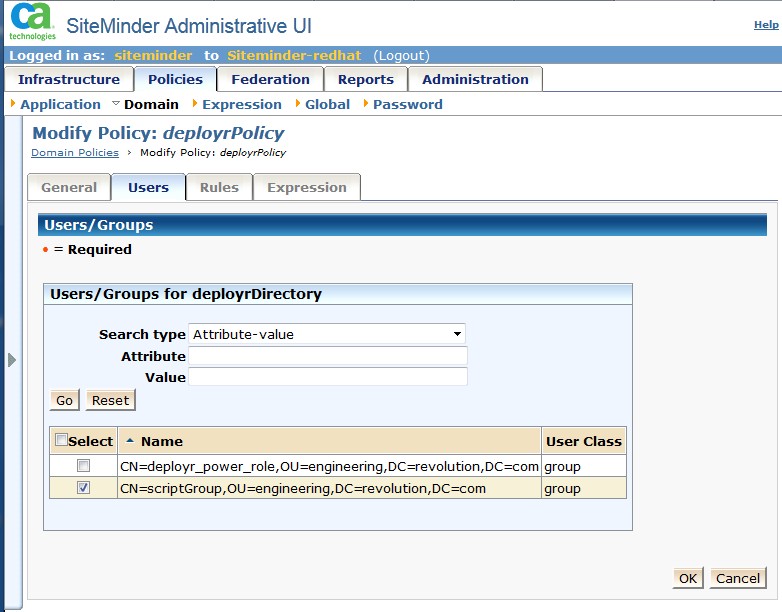 ca
technologies
SiteMinder Administrative UI
Help
Logged in as: siteminder to Siteminder-redhat (Logout)
Infrastructure Policies Federation Reports Administration
Application Domain Expression Global Password
Modify Policy: deployrPolicy
Domain Policies › Modify Policy: deployrPolicy
General Users Rules Expression
Users/Groups
• = Required
Users/Groups for deployrDirectory
Search type Attribute-value
Attribute
Value
Go Reset
Select Name User Class
CN=deployr_power_role,OU=engineering,DC=revolution,DC=com group
CN=scriptGroup,OU=engineering,DC=revolution,DC=com group
OK Cancel